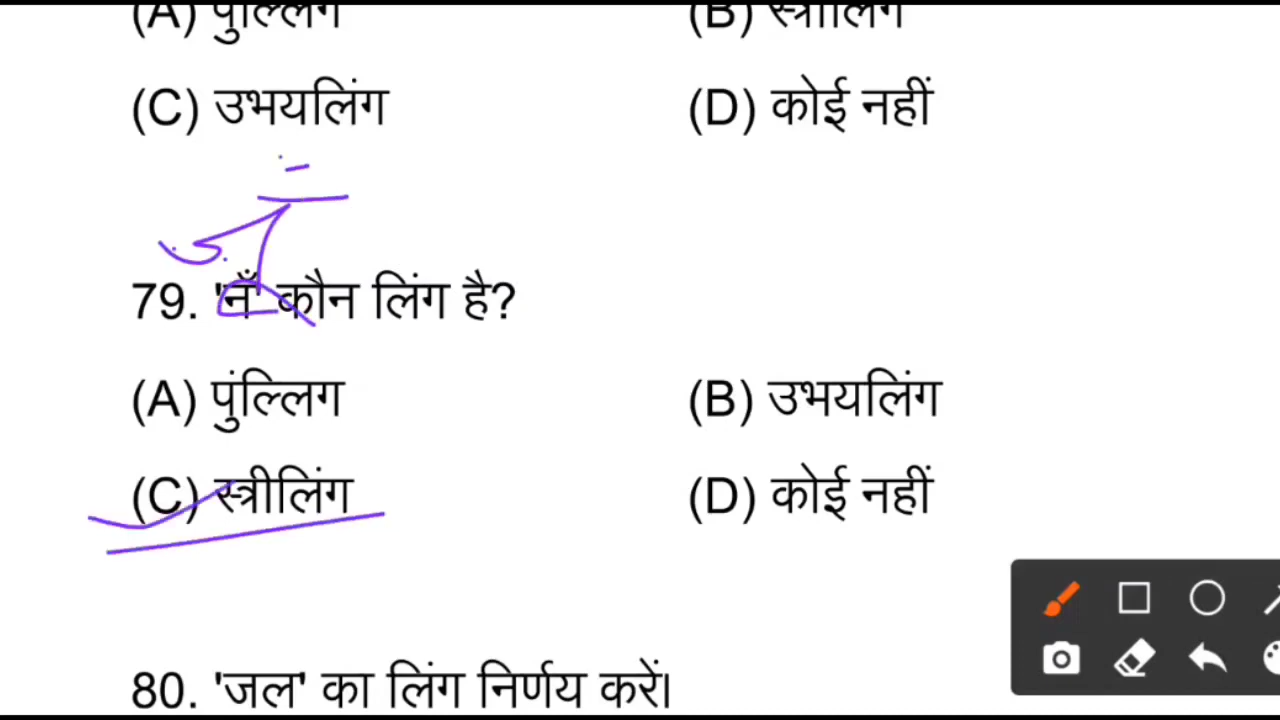 (A) पुंल्लिग (B) स्त्रीलिंग
(C) उभयलिंग (D) कोई नहीं
79. 'नँ' कौन लिंग है?
(A) पुंल्लिग (B) उभयलिंग
(C) स्त्रीलिंग (D) कोई नहीं
80. 'जल' का लिंग निर्णय करें।